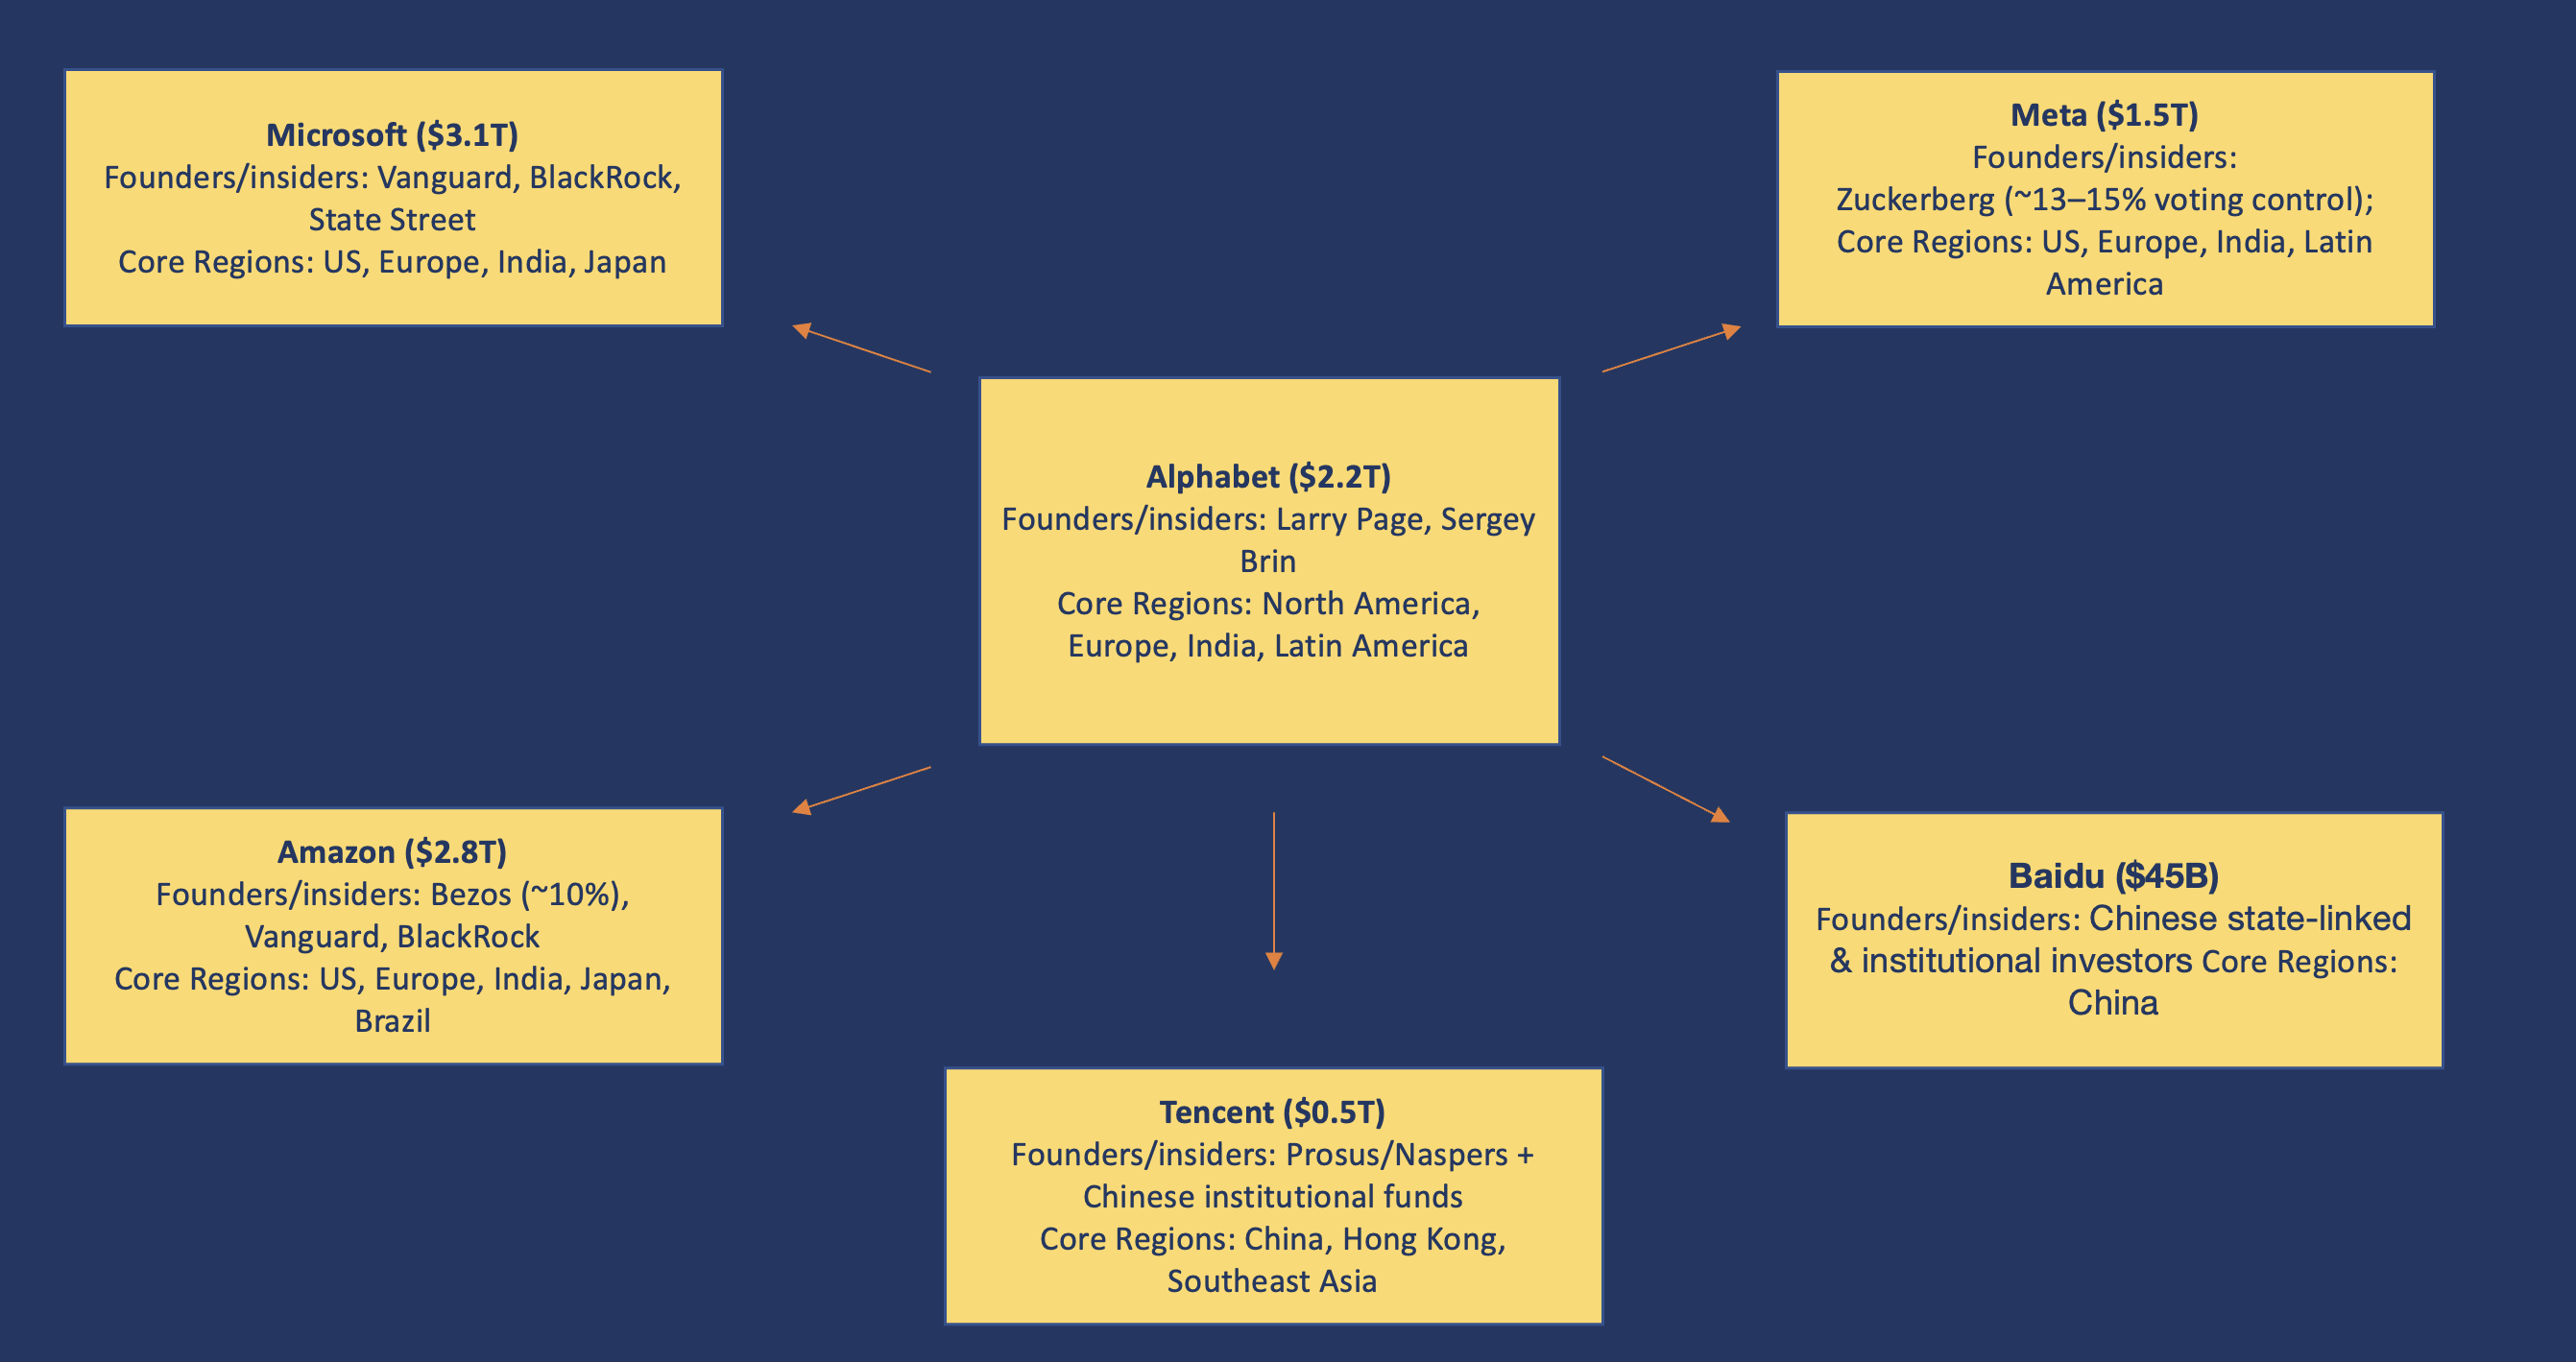 Microsoft ($3.1T)
Founders/insiders: Vanguard, BlackRock,
State Street
Core Regions: US, Europe, India, Japan
Meta ($1.5T)
Founders/insiders:
Zuckerberg (~13–15% voting control);
Core Regions: US, Europe, India, Latin
America
Alphabet ($2.2T)
Founders/insiders: Larry Page, Sergey
Brin
Core Regions: North America,
Europe, India, Latin America
Amazon ($2.8T)
Founders/insiders: Bezos (~10%),
Vanguard, BlackRock
Core Regions: US, Europe, India, Japan,
Brazil
Baidu ($45B)
Founders/insiders: Chinese state-linked
& institutional investors Core Regions:
China
Tencent ($0.5T)
Founders/insiders: Prosus/Naspers +
Chinese institutional funds
Core Regions: China, Hong Kong,
Southeast Asia